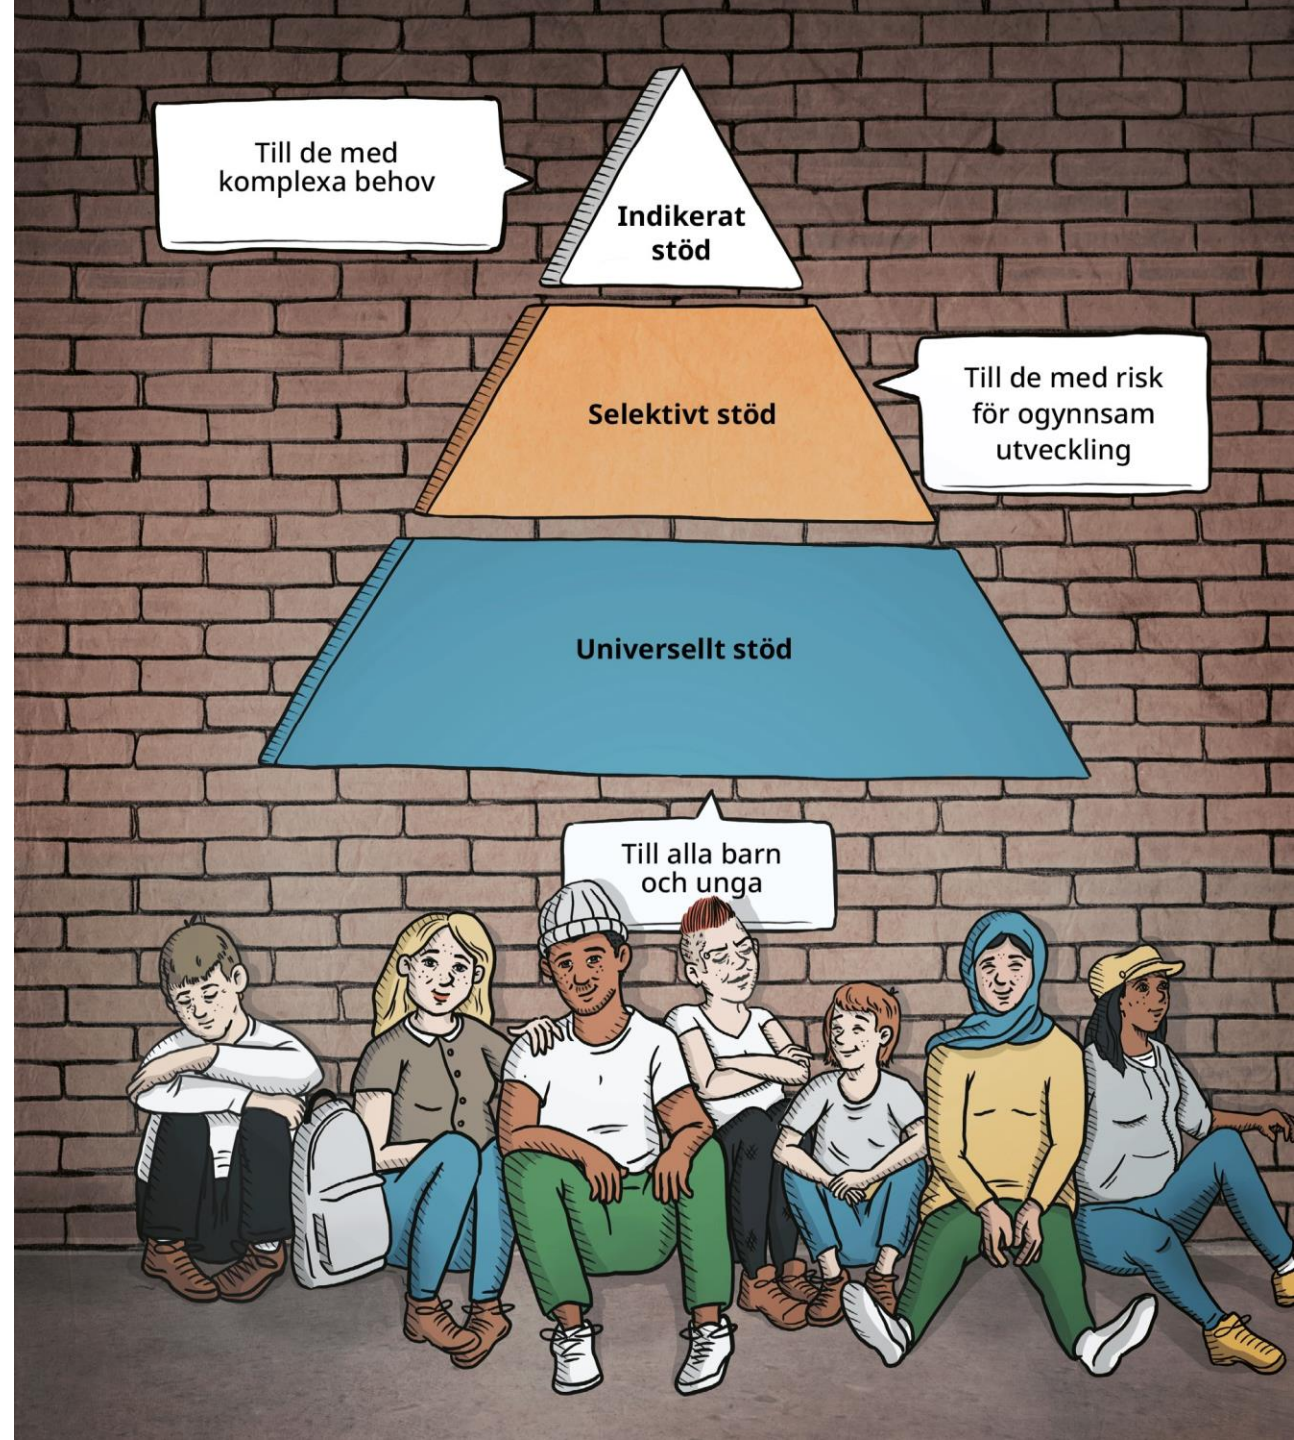 Till de med
komplexa behov
Indikerat
stöd
Selektivt stöd
Till de med risk
för ogynnsam
utveckling
Universellt stöd
Till alla barn
och unga